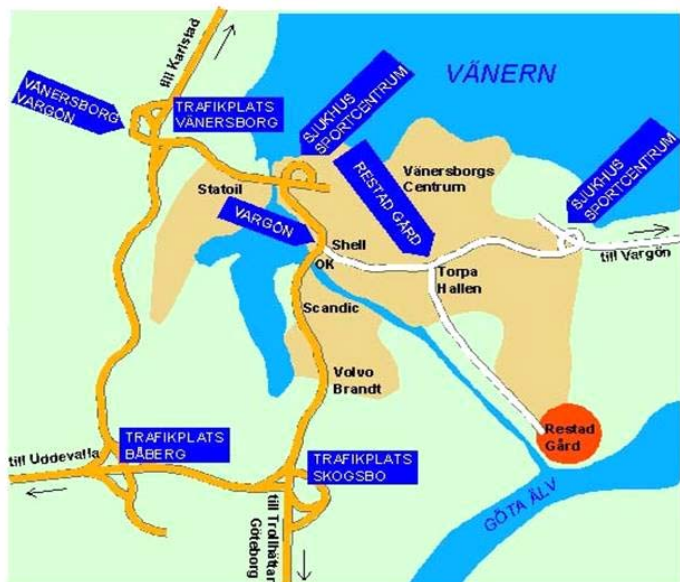 till Karlstad
VÄNERN
VÄNERSBORG
VARGÖN
TRAFIKPLATS
VÄNERSBORG
SJUKHUS
SPORTCENTRUM
RESTAD GÅRD
Vänersborgs
Centrum
SJUKHUS
SPORTCENTRUM
Statoil
VARGÖN
Shell
OK
till Vargön
Torpa
Hallen
Scandic
Volvo
Brandt
Restad
Gård
TRAFIKPLATS
BÅBERG
till Uddevalla
TRAFIKPLATS
SKOGSBO
GÖTA ÄLV
till Trollhättan
Göteborg